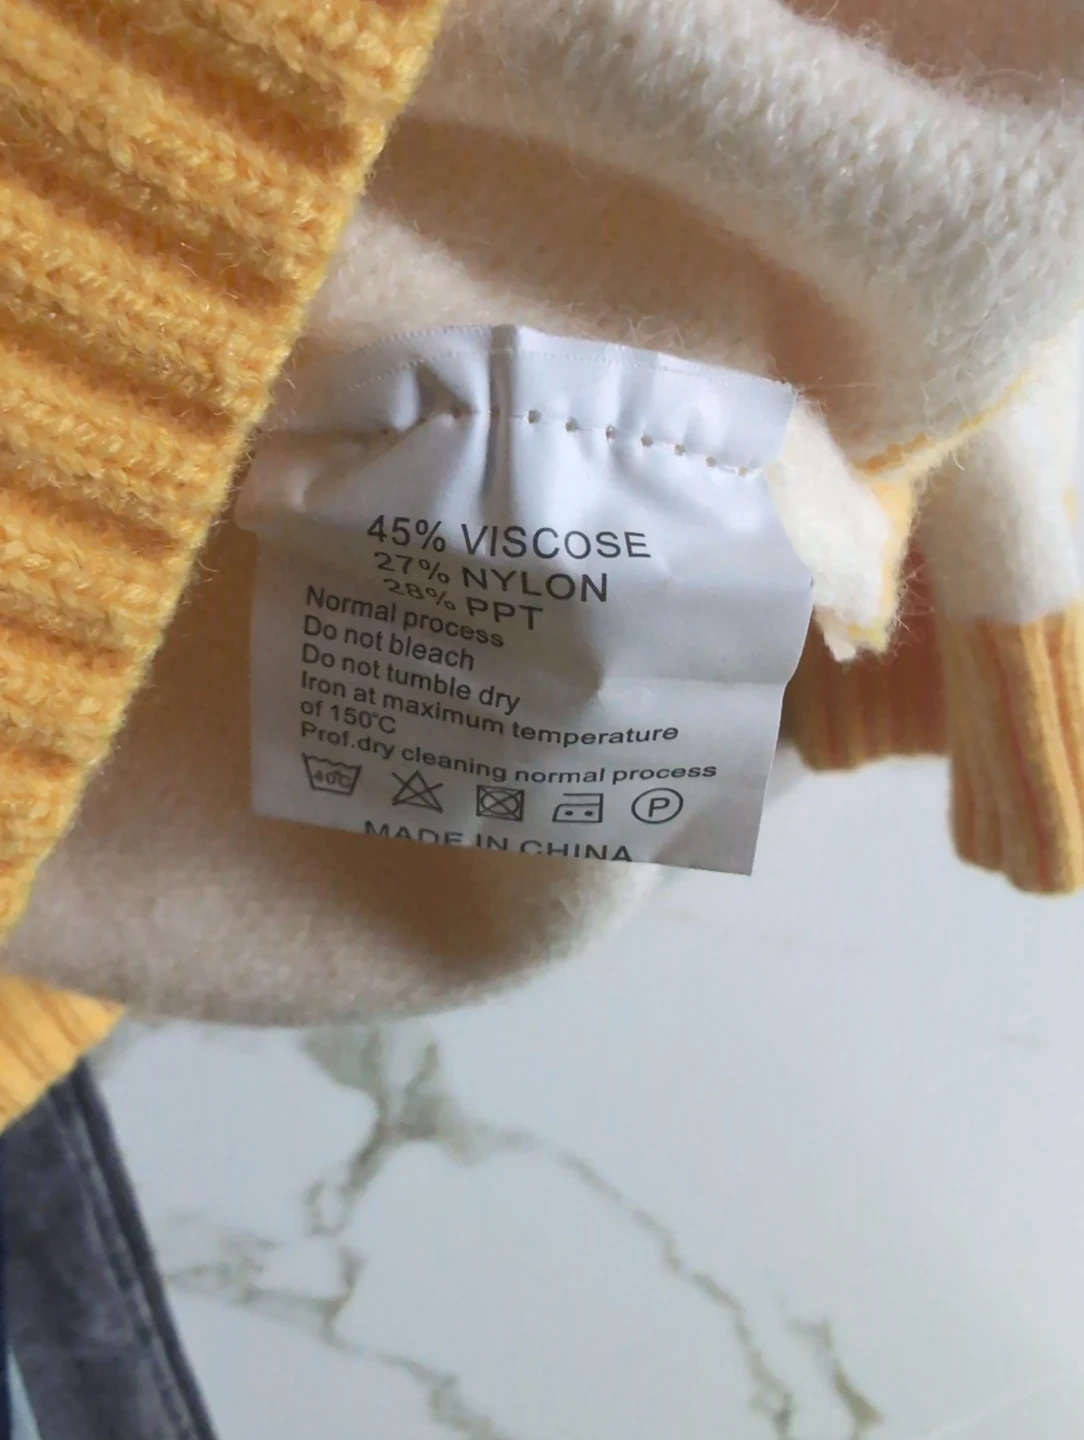 45% VISCOSE
27% NYLON
28% PPT
Normal process
Do not bleach
Do not tumble dry
Iron at maximum temperature
of 150°C
Prof.dry cleaning normal process
40°C
P
MADE IN CHINA